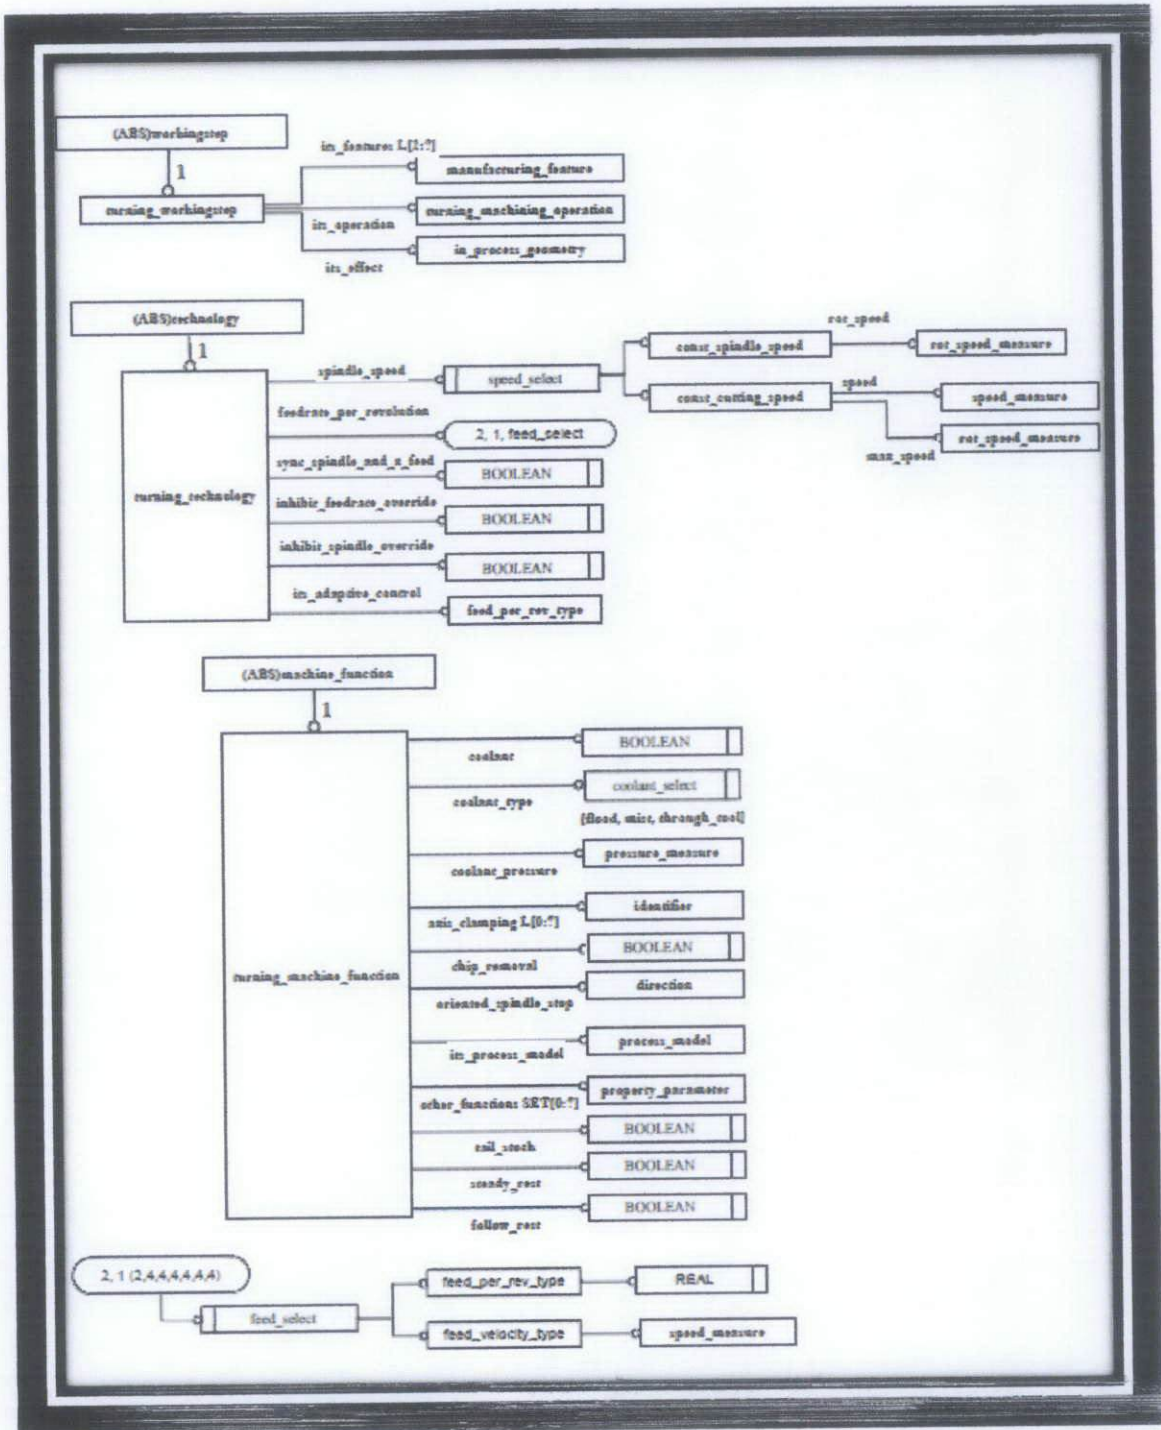 (ABS)workingstep
1
its_feature: L[1:?]
manufacturing_feature
turning_workingstep
turning_machining_operation
its_operation
in_process_geometry
its_effect
(ABS)technology
1
rot_speed
const_spindle_speed
rot_speed_measure
spindle_speed
speed_select
speed
const_cutting_speed
speed_measure
feedrate_per_revolution
2, 1, feed_select
rot_speed_measure
max_speed
sync_spindle_and_z_feed
BOOLEAN
turning_technology
inhibit_feedrate_override
BOOLEAN
inhibit_spindle_override
BOOLEAN
its_adaptive_control
feed_per_rev_type
(ABS)machine_function
1
BOOLEAN
coolant
coolant_select
coolant_type
[flood, mist, through_tool]
pressure_measure
coolant_pressure
identifier
axis_clamping L[0:?]
BOOLEAN
chip_removal
turning_machine_function
direction
oriented_spindle_stop
process_model
its_process_model
property_parameter
other_function: SET[0:?]
BOOLEAN
tail_stock
BOOLEAN
steady_rest
BOOLEAN
follow_rest
2, 1 (2,4,4,4,4,4,4)
feed_per_rev_type
REAL
feed_select
feed_velocity_type
speed_measure